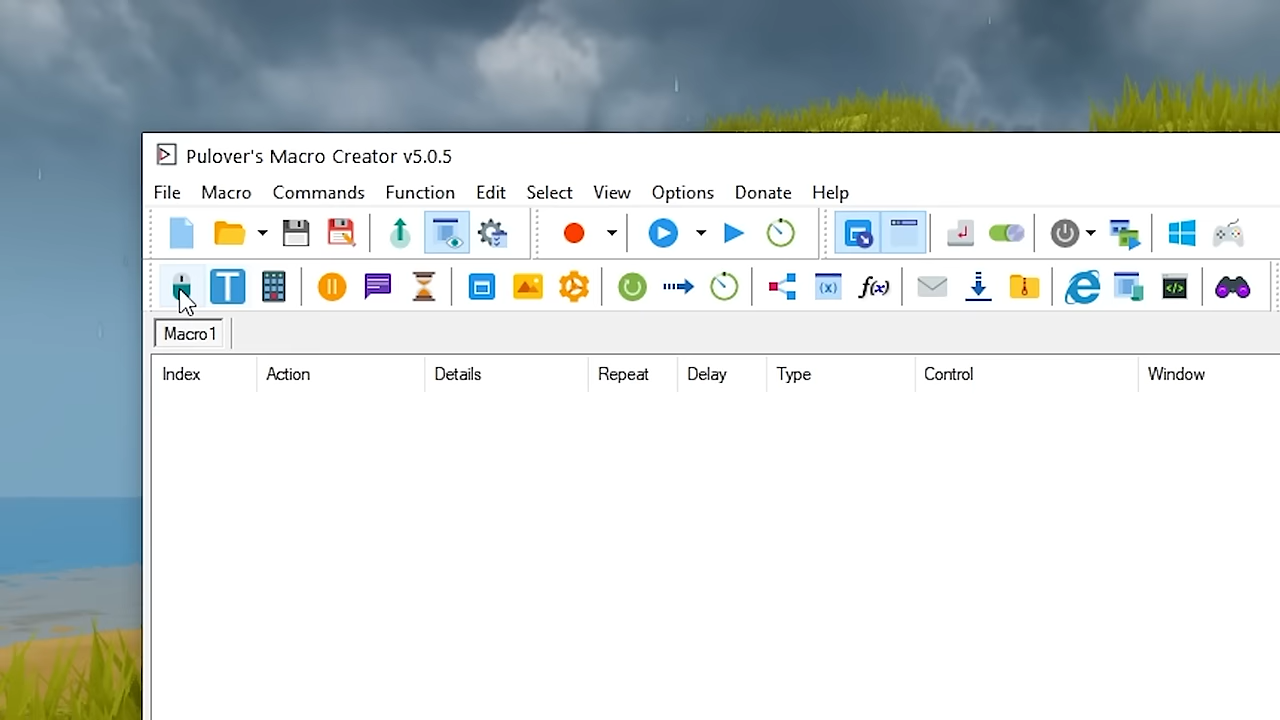 Pulover's Macro Creator v5.0.5
File Macro Commands Function Edit Select View Options Donate Help
T (x) f(x) </>
Macro1
Index Action Details Repeat Delay Type Control Window